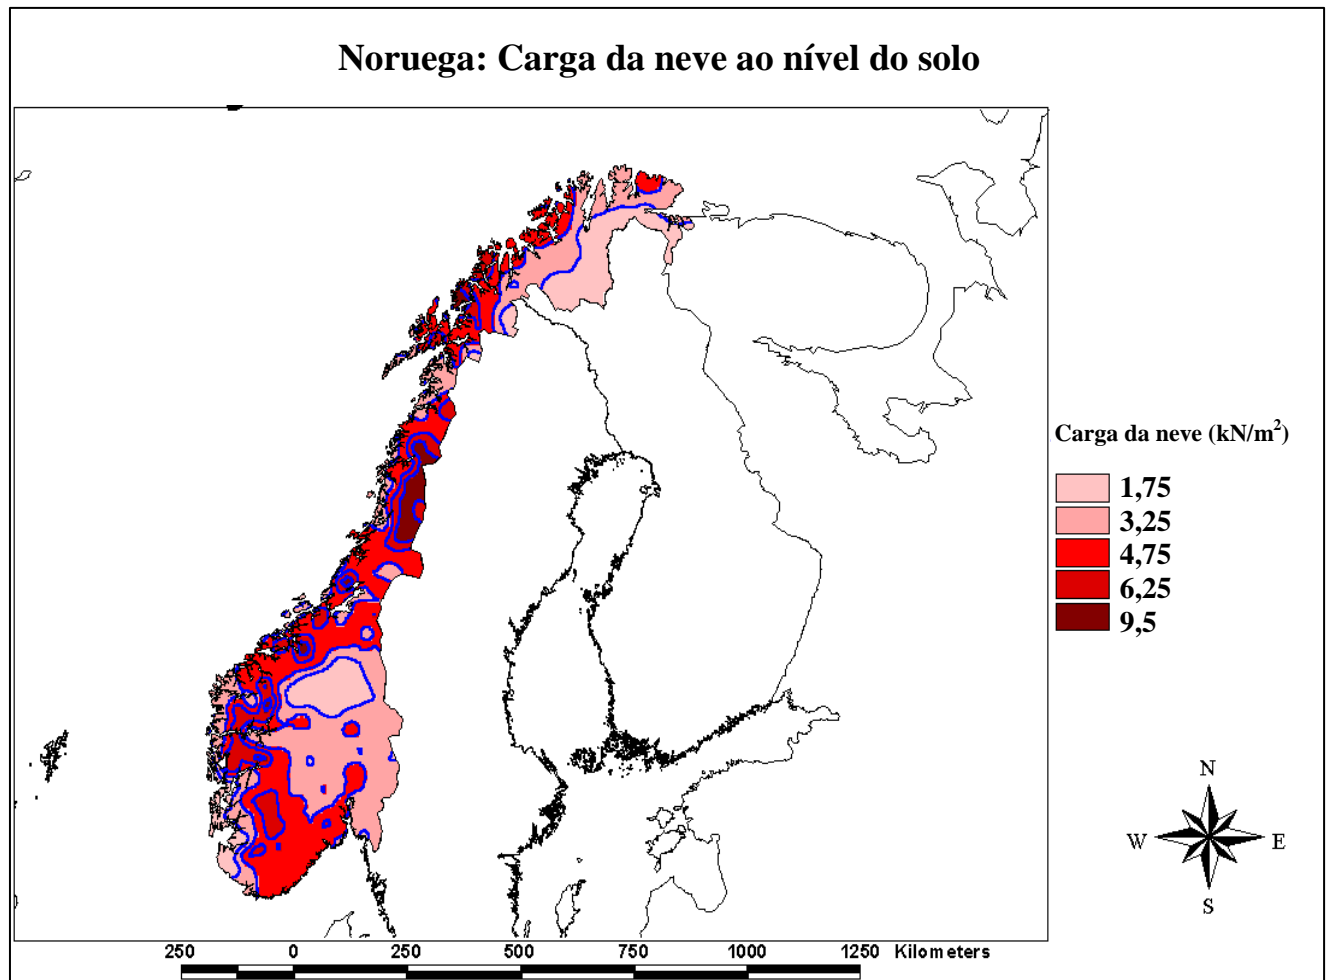 Noruega: Carga da neve ao nível do solo
Carga da neve (kN/m²)
1,75
3,25
4,75
6,25
9,5
N
W E
S
250 0 250 500 750 1000 1250 Kilometers